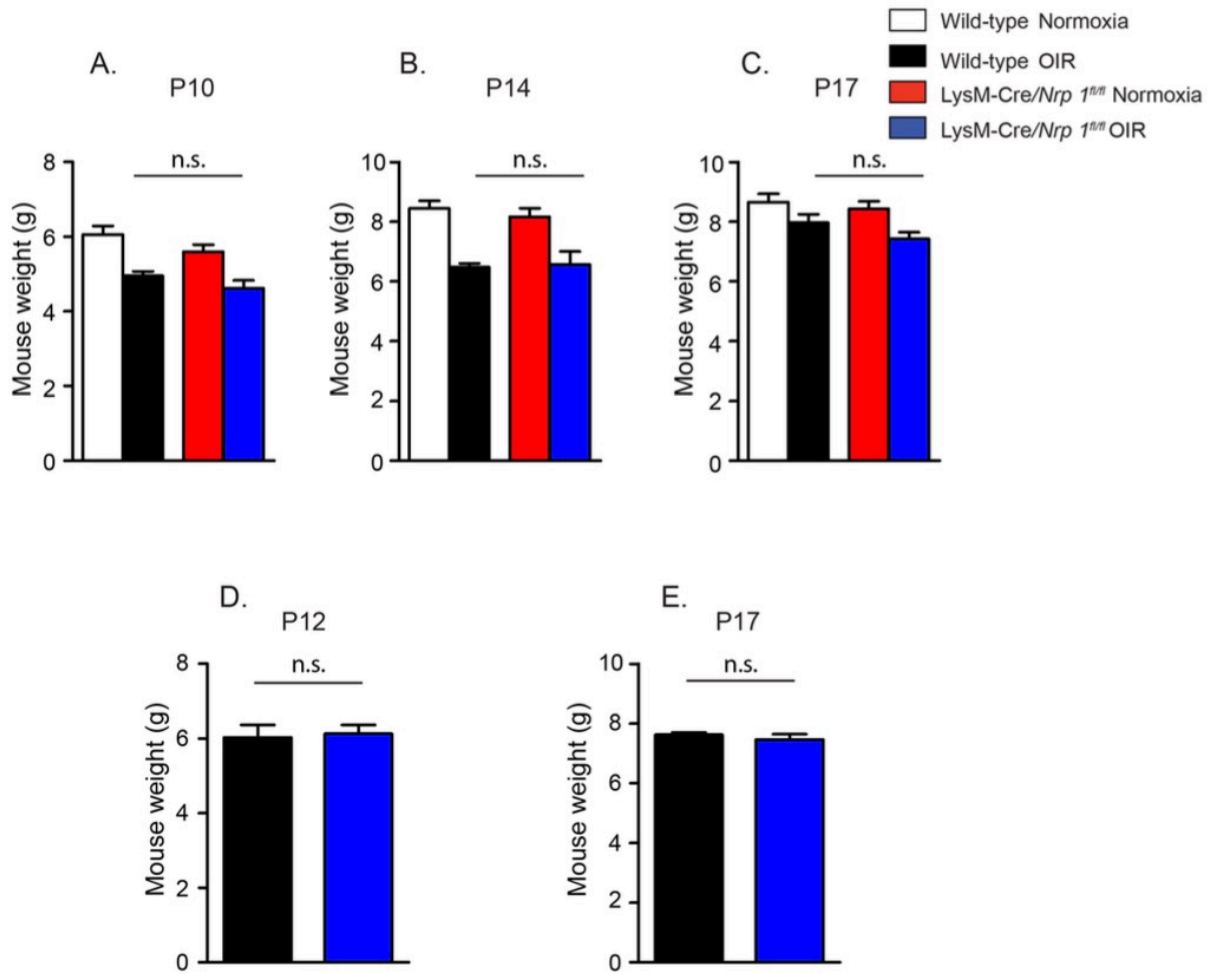 Wild-type Normoxia
Wild-type OIR
LysM-Cre/Nrp 1fl/fl Normoxia
LysM-Cre/Nrp 1fl/fl OIR
A.
P10
n.s.
Mouse weight (g)
8
6
4
2
0
B.
P14
n.s.
Mouse weight (g)
10
8
6
4
2
0
C.
P17
n.s.
Mouse weight (g)
10
8
6
4
2
0
D.
P12
n.s.
Mouse weight (g)
8
6
4
2
0
E.
P17
n.s.
Mouse weight (g)
10
8
6
4
2
0